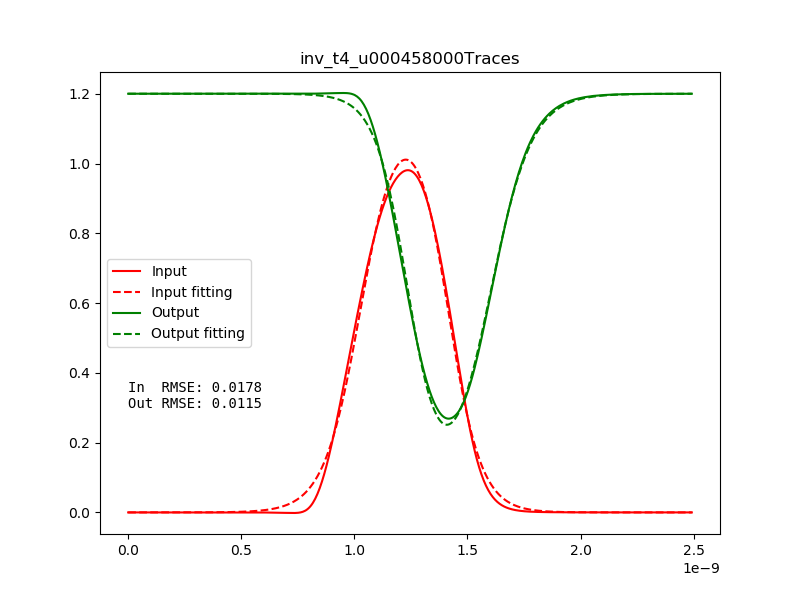 inv_t4_u000458000Traces
1.2
1.0
0.8
0.6
0.4
0.2
0.0
Input
Input fitting
Output
Output fitting
In  RMSE: 0.0178
Out RMSE: 0.0115
0.0 0.5 1.0 1.5 2.0 2.5
1e−9